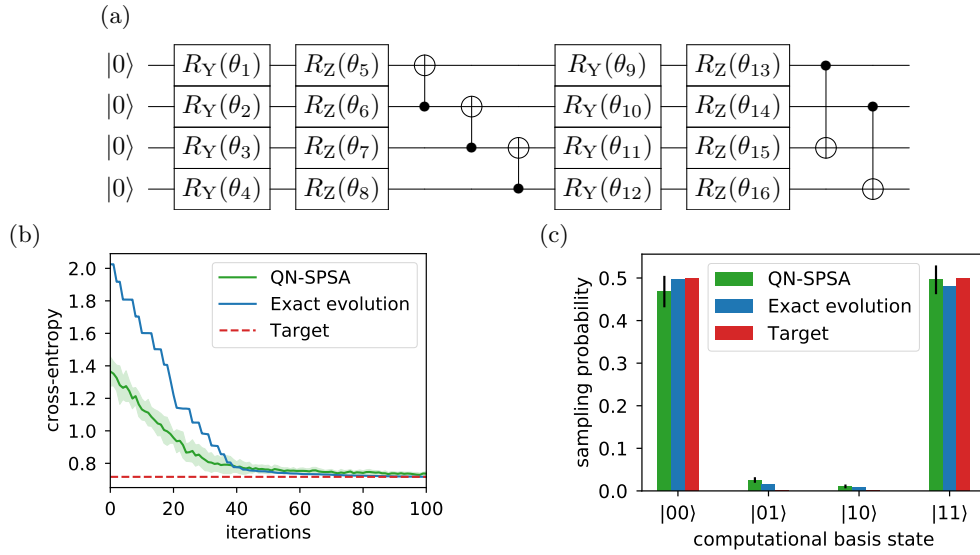 (a)
|0⟩ R_Y(θ_1) R_Z(θ_5) R_Y(θ_9) R_Z(θ_13)
|0⟩ R_Y(θ_2) R_Z(θ_6) R_Y(θ_10) R_Z(θ_14)
|0⟩ R_Y(θ_3) R_Z(θ_7) R_Y(θ_11) R_Z(θ_15)
|0⟩ R_Y(θ_4) R_Z(θ_8) R_Y(θ_12) R_Z(θ_16)
(b)
cross-entropy
2.0
1.8
1.6
1.4
1.2
1.0
0.8
QN-SPSA
Exact evolution
Target
0 20 40 60 80 100
iterations
(c)
sampling probability
0.5
0.4
0.3
0.2
0.1
0.0
QN-SPSA
Exact evolution
Target
|00⟩ |01⟩ |10⟩ |11⟩
computational basis state